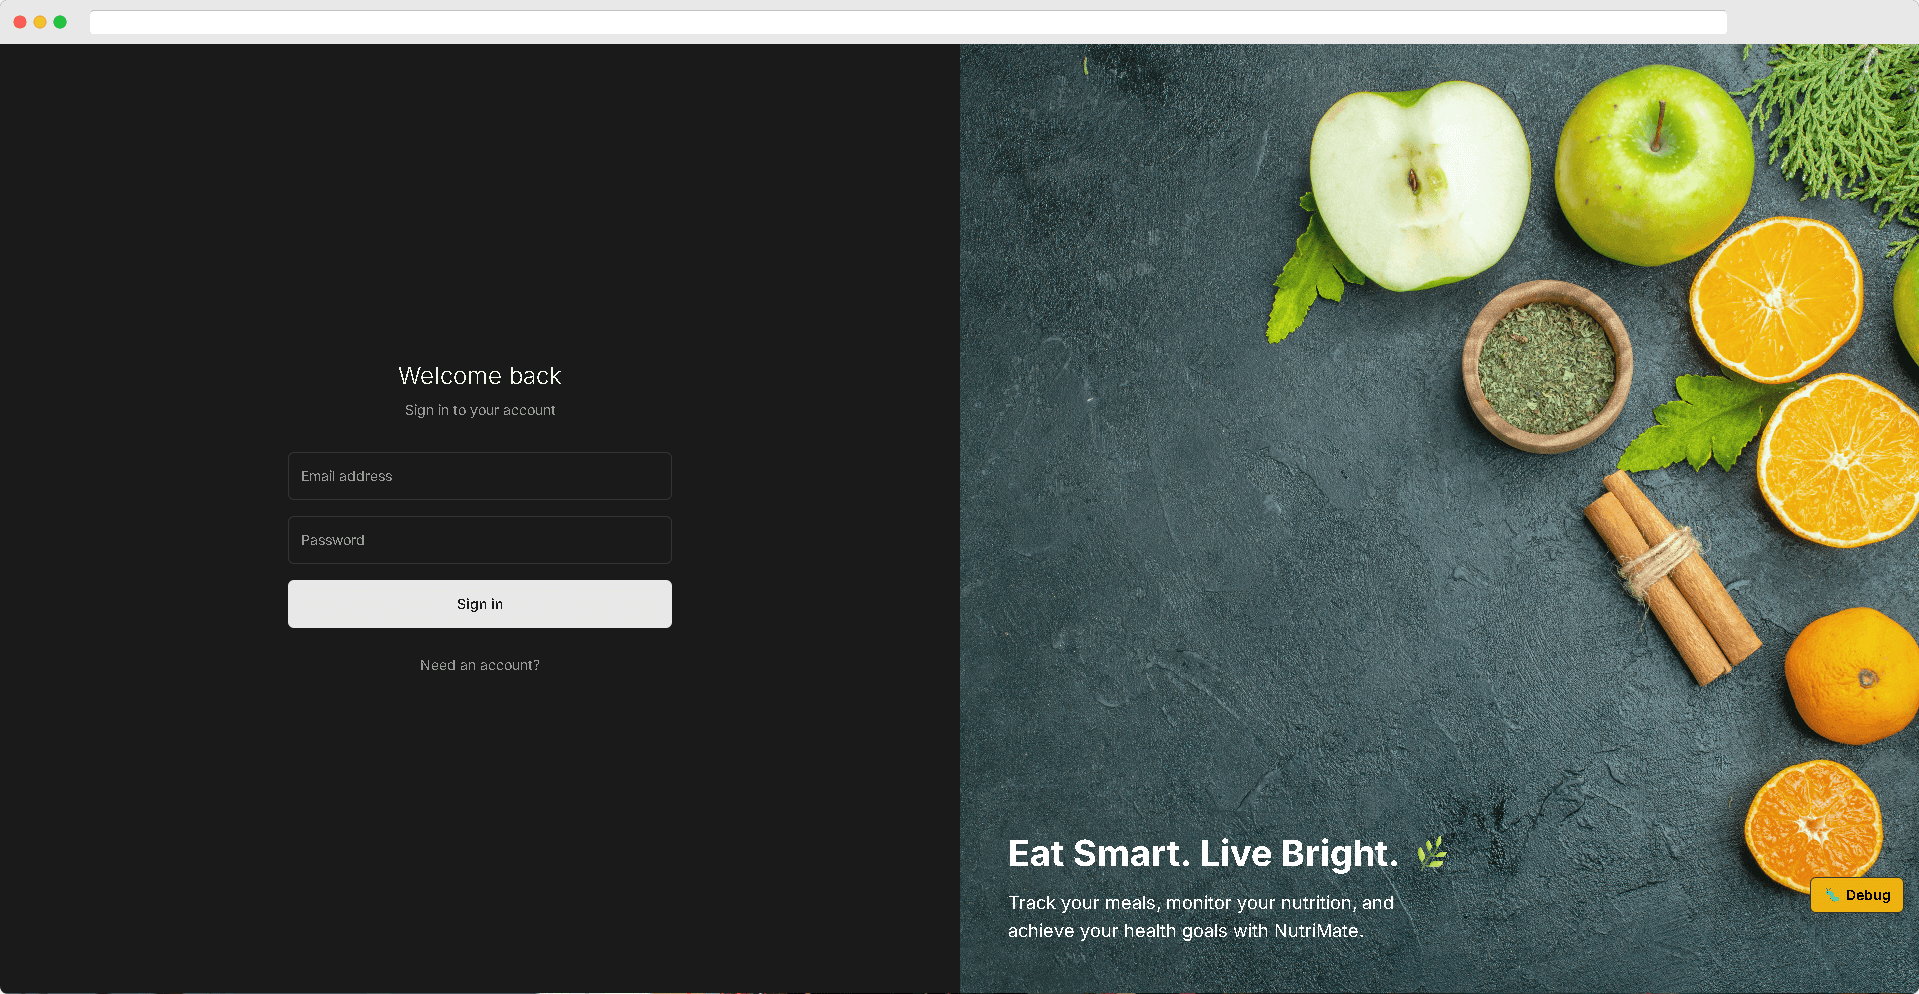 Welcome back
Sign in to your account
Email address
Password
Sign in
Need an account?
Eat Smart. Live Bright. 🌿
Track your meals, monitor your nutrition, and
achieve your health goals with NutriMate.
🐛 Debug